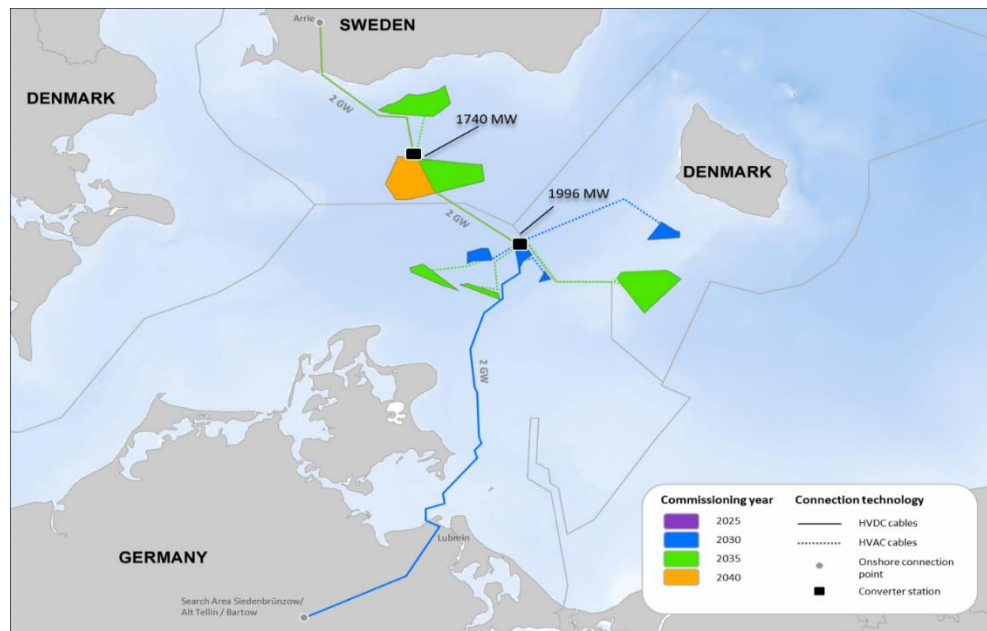 Arrie
SWEDEN
DENMARK
2 GW
1740 MW
DENMARK
1996 MW
2 GW
2 GW
GERMANY
Lubmin
Search Area Siedenbrünzow/
Alt Tellin / Bartow
Commissioning year
2025
2030
2035
2040
Connection technology
HVDC cables
HVAC cables
Onshore connection
point
Converter station